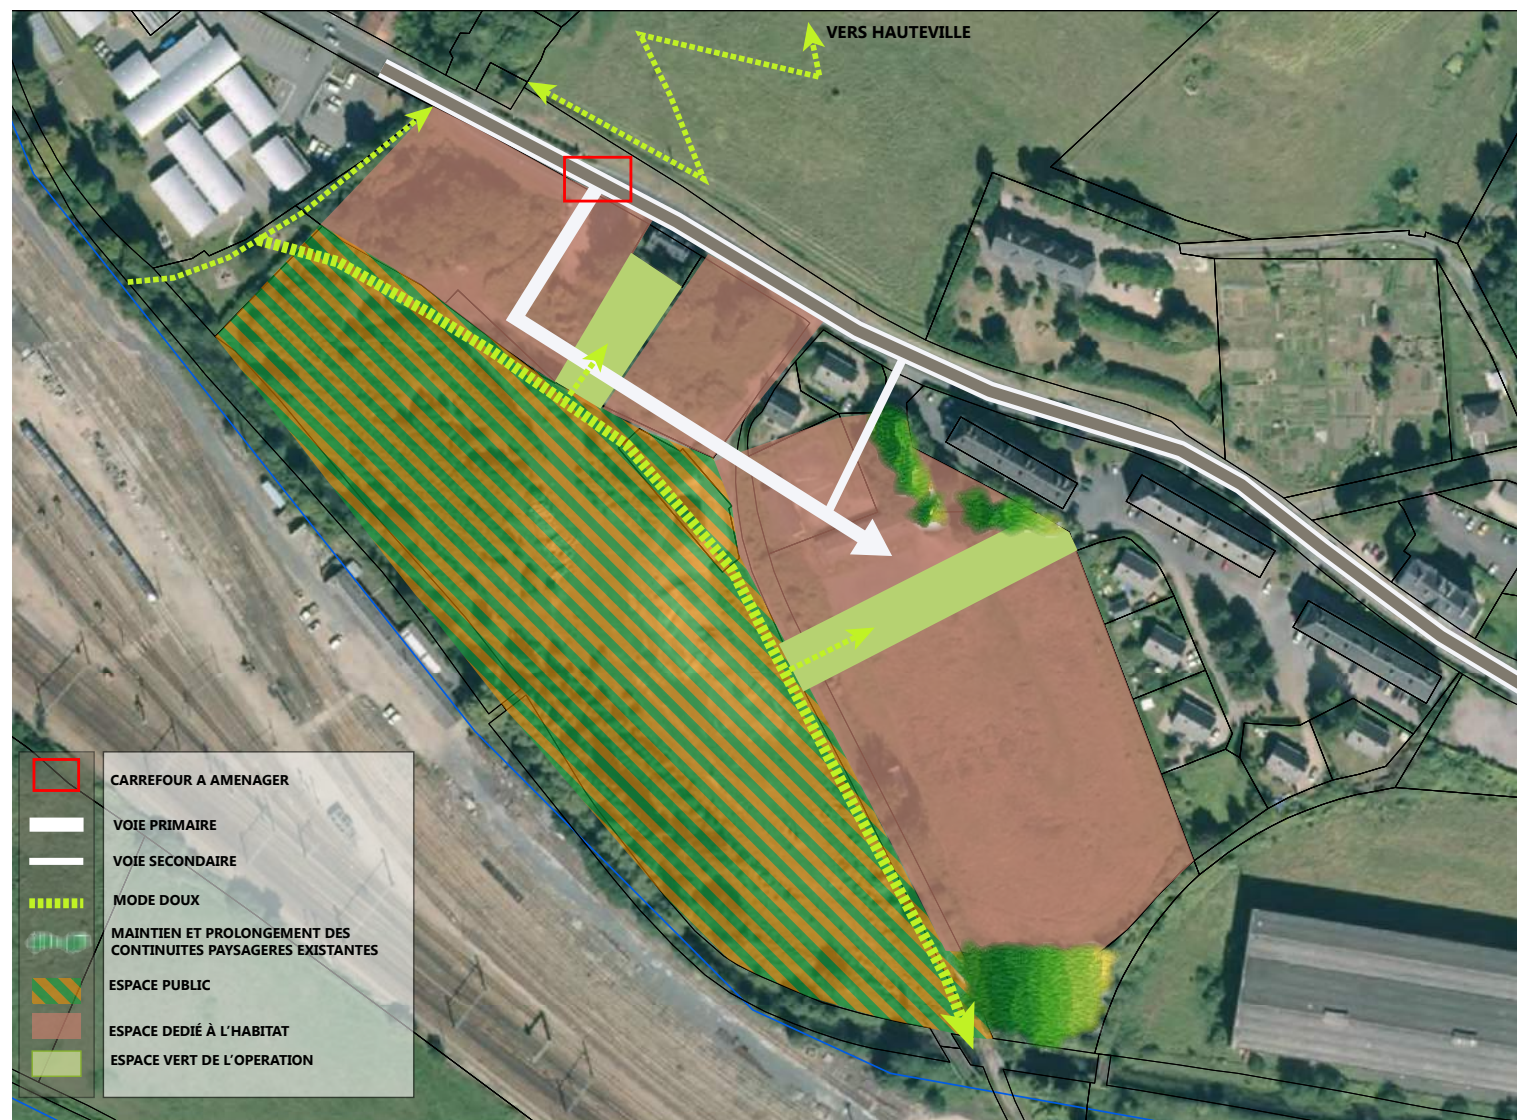 VERS HAUTEVILLE
CARREFOUR A AMENAGER
VOIE PRIMAIRE
VOIE SECONDAIRE
MODE DOUX
MAINTIEN ET PROLONGEMENT DES
CONTINUITES PAYSAGERES EXISTANTES
ESPACE PUBLIC
ESPACE DEDIÉ À L'HABITAT
ESPACE VERT DE L'OPERATION